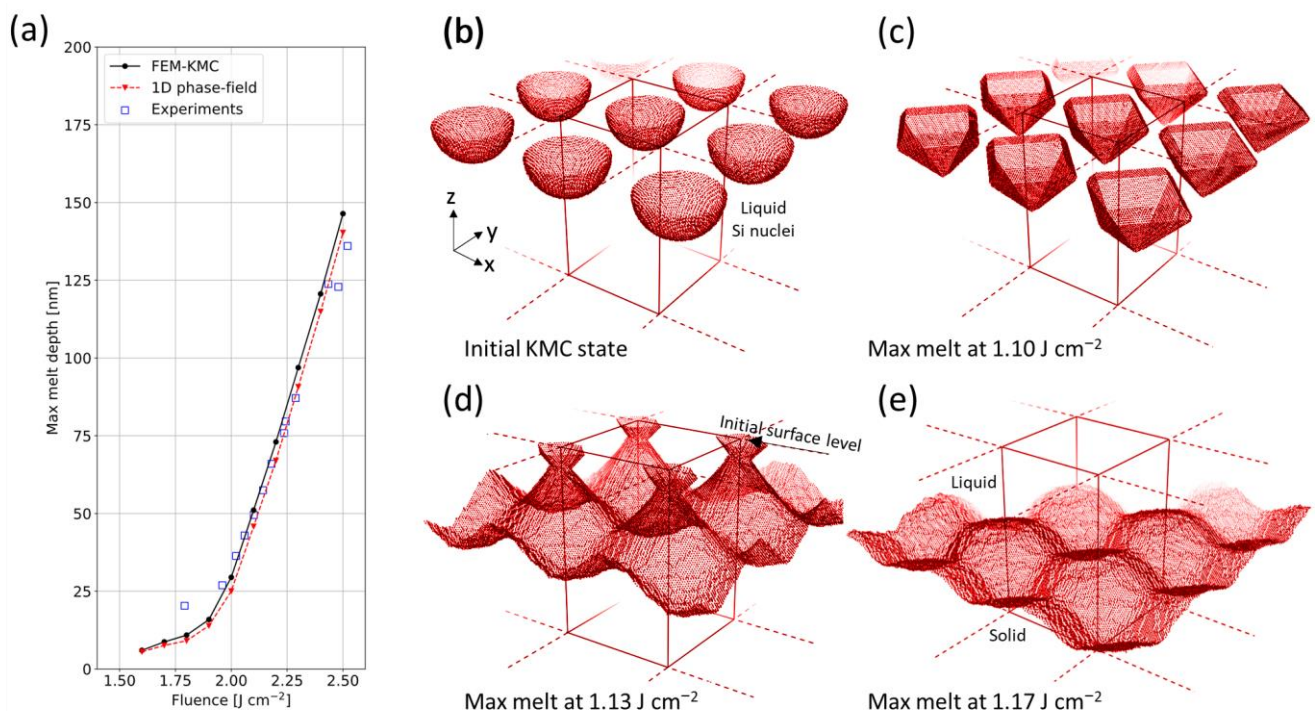 (a)
Max melt depth [nm]
200
175
150
125
100
75
50
25
0
FEM-KMC
1D phase-field
Experiments
1.50 1.75 2.00 2.25 2.50
Fluence [J cm⁻²]
(b)
z
y
x
Liquid
Si nuclei
Initial KMC state
(c)
Max melt at 1.10 J cm⁻²
(d)
Initial surface level
Max melt at 1.13 J cm⁻²
(e)
Liquid
Solid
Max melt at 1.17 J cm⁻²